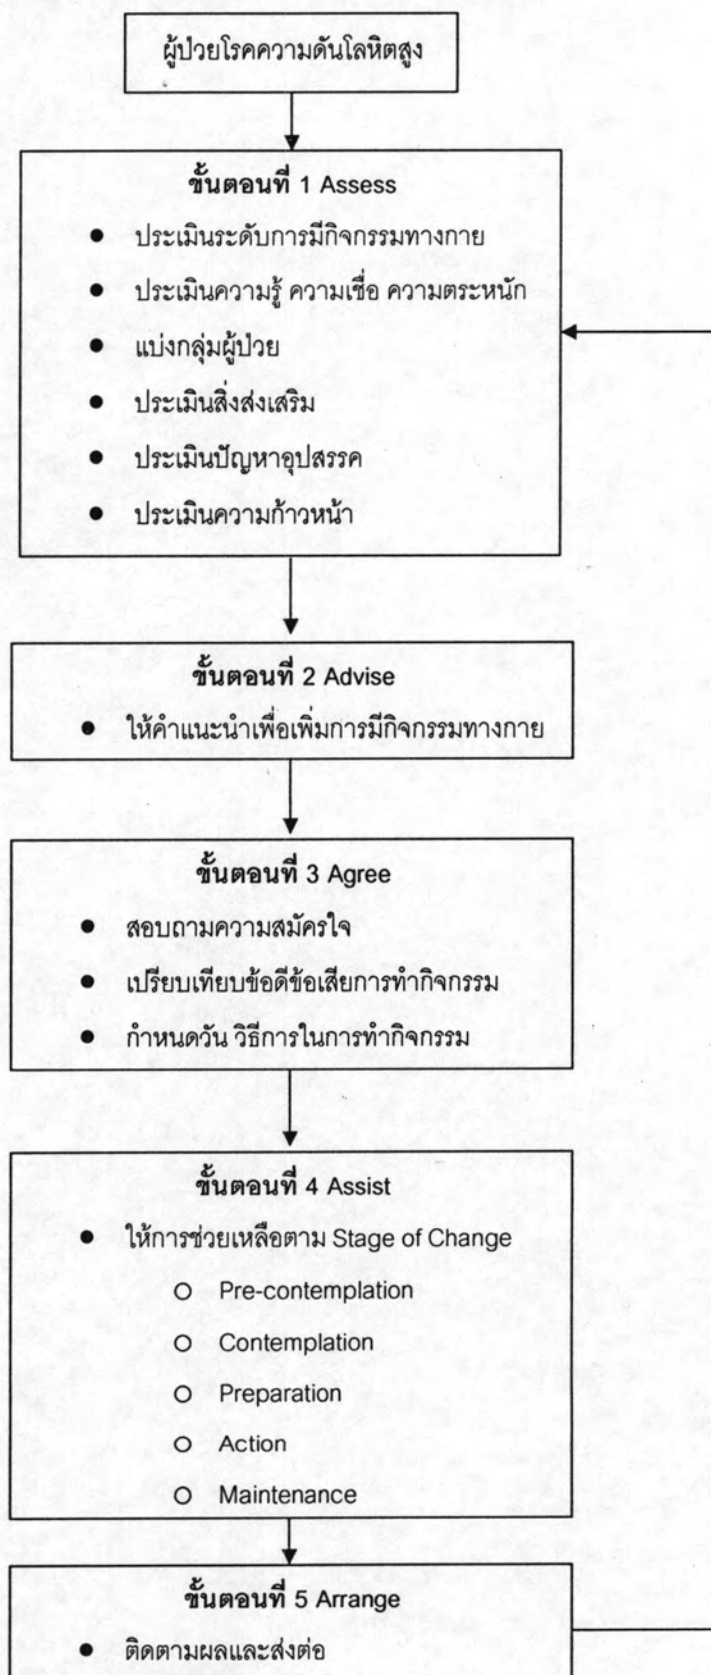 ผู้ป่วยโรคความดันโลหิตสูง
ขั้นตอนที่ 1 Assess
● ประเมินระดับการมีกิจกรรมทางกาย
● ประเมินความรู้ ความเชื่อ ความตระหนัก
● แบ่งกลุ่มผู้ป่วย
● ประเมินสิ่งส่งเสริม
● ประเมินปัญหาอุปสรรค
● ประเมินความก้าวหน้า
ขั้นตอนที่ 2 Advise
● ให้คำแนะนำเพื่อเพิ่มการมีกิจกรรมทางกาย
ขั้นตอนที่ 3 Agree
● สอบถามความสมัครใจ
● เปรียบเทียบข้อดีข้อเสียการทำกิจกรรม
● กำหนดวัน วิธีการในการทำกิจกรรม
ขั้นตอนที่ 4 Assist
● ให้การช่วยเหลือตาม Stage of Change
○ Pre-contemplation
○ Contemplation
○ Preparation
○ Action
○ Maintenance
ขั้นตอนที่ 5 Arrange
● ติดตามผลและส่งต่อ